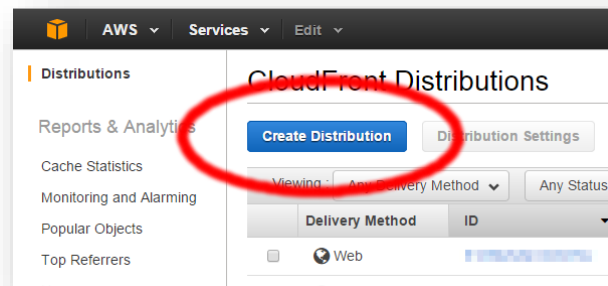 AWS Services Edit
Distributions
CloudFront Distributions
Reports & Analytics
Create Distribution Distribution Settings
Cache Statistics
Viewing : Any Delivery Method Any Status
Monitoring and Alarming
Popular Objects
Delivery Method ID
Top Referrers
Web